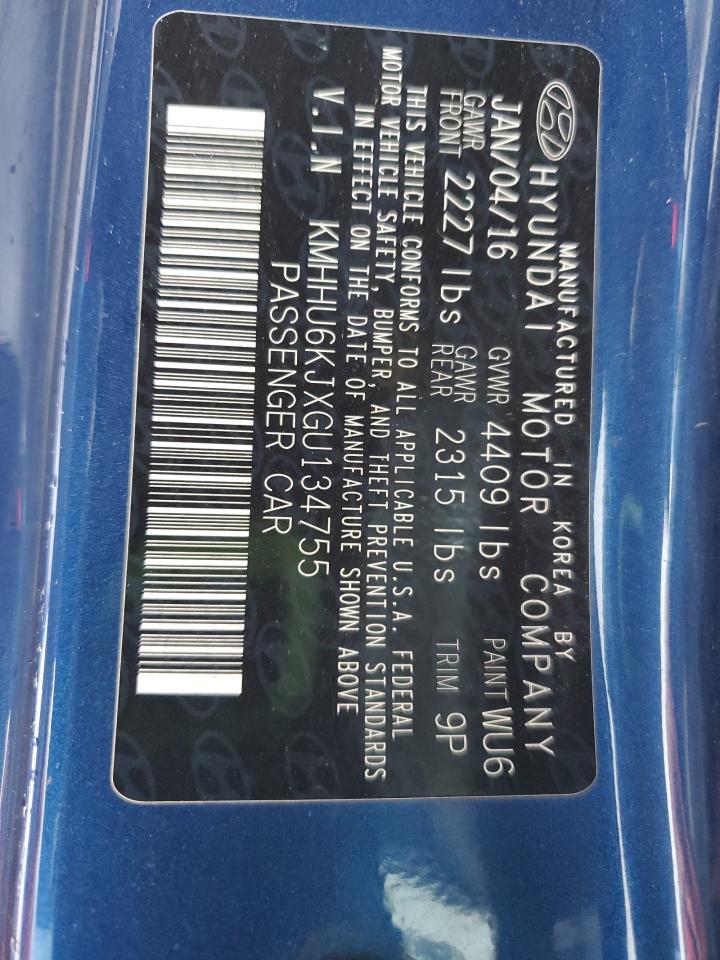 MANUFACTURED IN KOREA BY
HYUNDAI MOTOR COMPANY
JAN/04/16 GVWR 4409 lbs PAINT WU6
GAWR FRONT 2227 lbs GAWR REAR 2315 lbs TRIM 9P
THIS VEHICLE CONFORMS TO ALL APPLICABLE U.S.A. FEDERAL
MOTOR VEHICLE SAFETY, BUMPER, AND THEFT PREVENTION STANDARDS
IN EFFECT ON THE DATE OF MANUFACTURE SHOWN ABOVE
V.I.N KMHHU6KJXGU134755
PASSENGER CAR